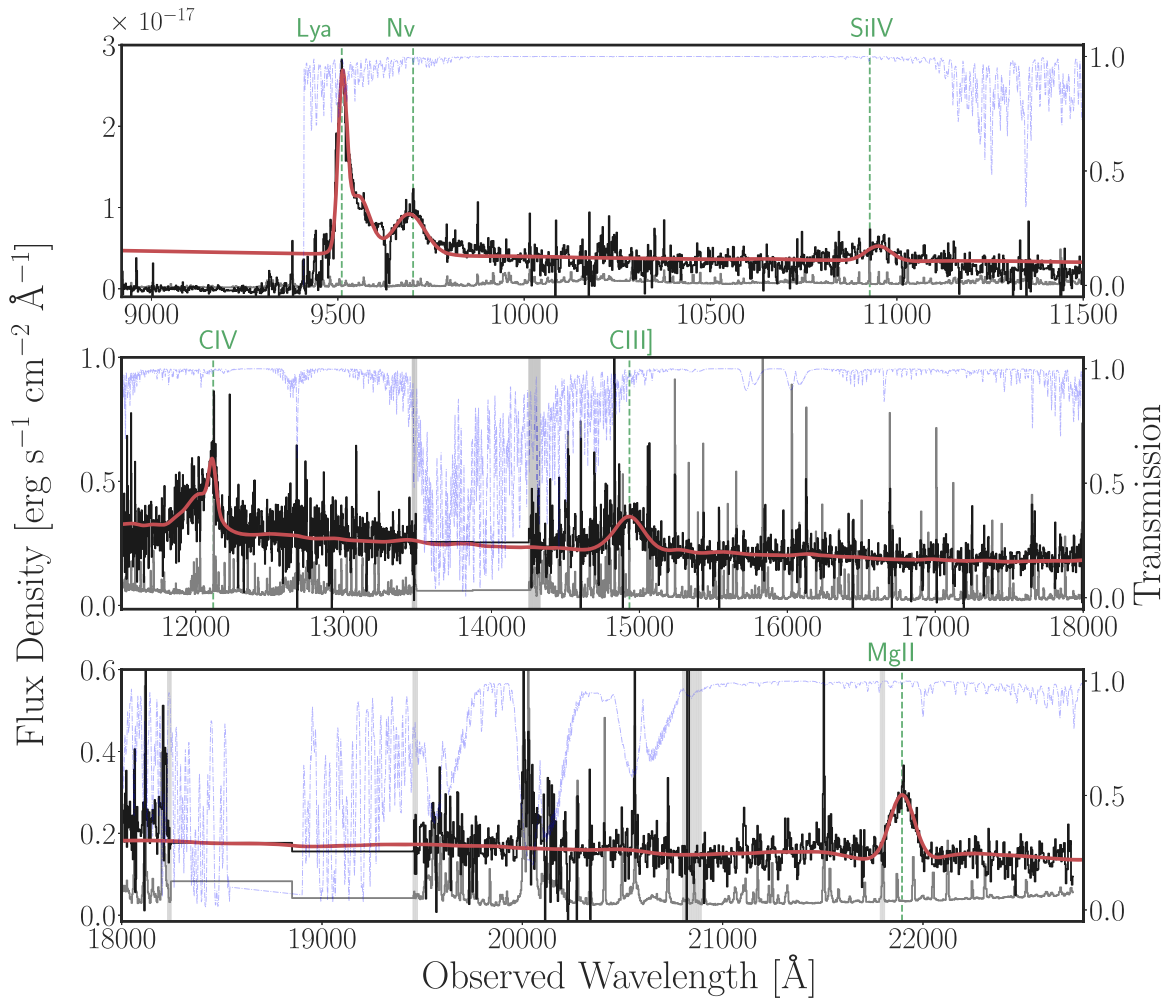 × 10⁻¹⁷
Lya Nv SiIV
3 1.0
2
0.5
1
0 0.0
9000 9500 10000 10500 11000 11500
CIV CIII]
1.0 1.0
0.5 0.5
0.0 0.0
12000 13000 14000 15000 16000 17000 18000
MgII
0.6 1.0
0.4
0.5
0.2
0.0 0.0
18000 19000 20000 21000 22000
Observed Wavelength [Å]
Flux Density [erg s⁻¹ cm⁻² Å⁻¹]
Transmission